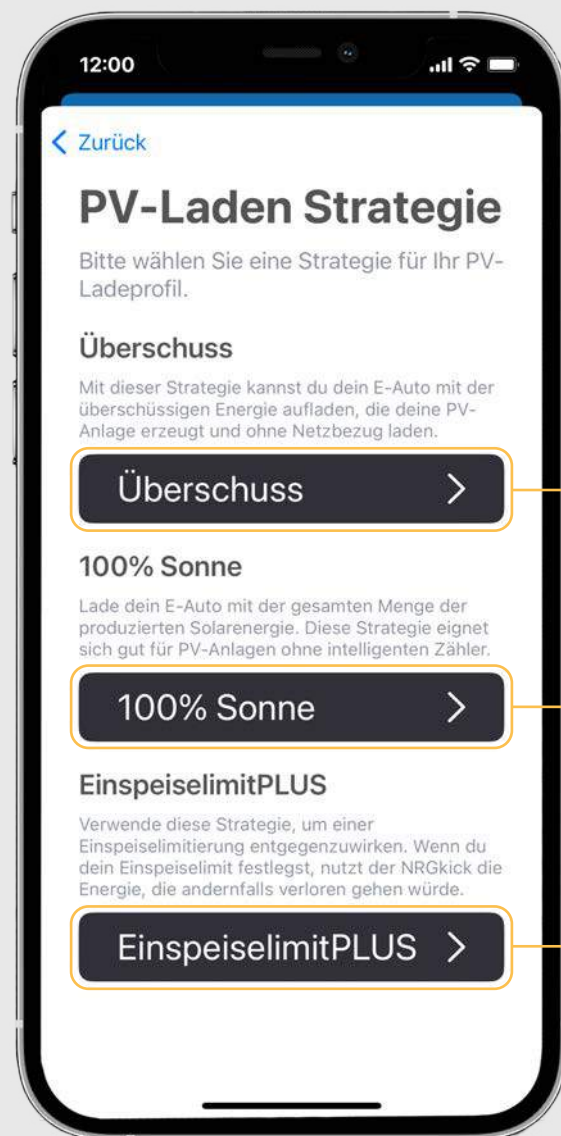 12:00
Zurück
PV-Laden Strategie
Bitte wählen Sie eine Strategie für Ihr PV-
Ladeprofil.
Überschuss
Mit dieser Strategie kannst du dein E-Auto mit der
überschüssigen Energie aufladen, die deine PV-
Anlage erzeugt und ohne Netzbezug laden.
Überschuss
100% Sonne
Lade dein E-Auto mit der gesamten Menge der
produzierten Solarenergie. Diese Strategie eignet
sich gut für PV-Anlagen ohne intelligenten Zähler.
100% Sonne
EinspeiselimitPLUS
Verwende diese Strategie, um einer
Einspeiselimitierung entgegenzuwirken. Wenn du
dein Einspeiselimit festlegst, nutzt der NRGkick die
Energie, die andernfalls verloren gehen würde.
EinspeiselimitPLUS